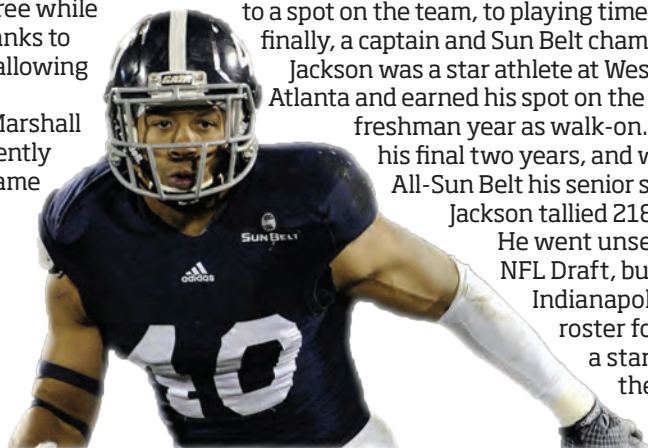 ree while
anks to
allowing
Marshall
ently
ame
to a spot on the team, to playing time
finally, a captain and Sun Belt cham
Jackson was a star athlete at Wes
Atlanta and earned his spot on the
freshman year as walk-on.
his final two years, and w
All-Sun Belt his senior s
Jackson tallied 218
He went unse
NFL Draft, bu
Indianapol
roster fo
a star
the
GATA
SUN BELT
adidas
40